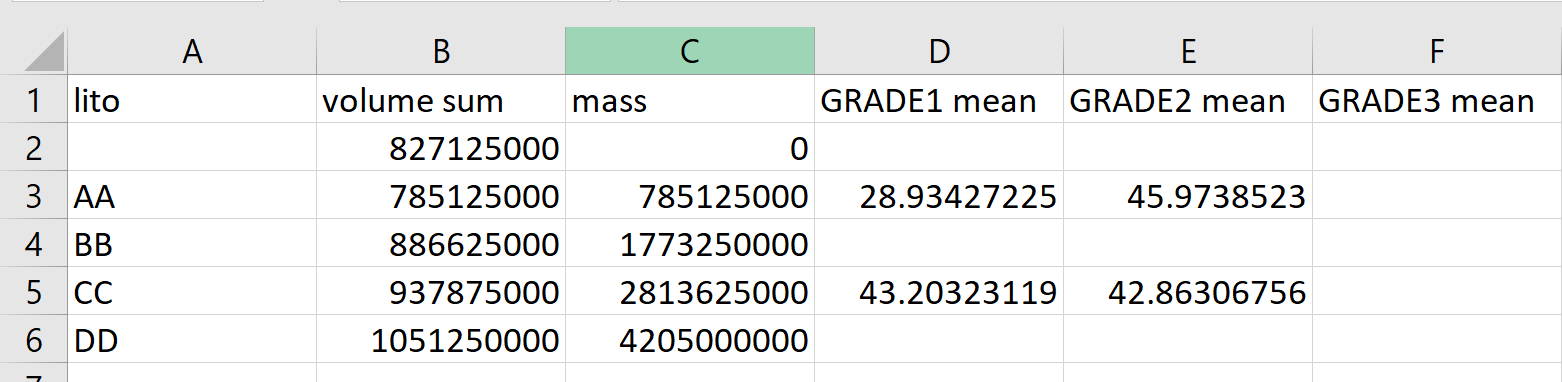 A B C D E F
1 lito volume sum mass GRADE1 mean GRADE2 mean GRADE3 mean
2 827125000 0
3 AA 785125000 785125000 28.93427225 45.9738523
4 BB 886625000 1773250000
5 CC 937875000 2813625000 43.20323119 42.86306756
6 DD 1051250000 4205000000